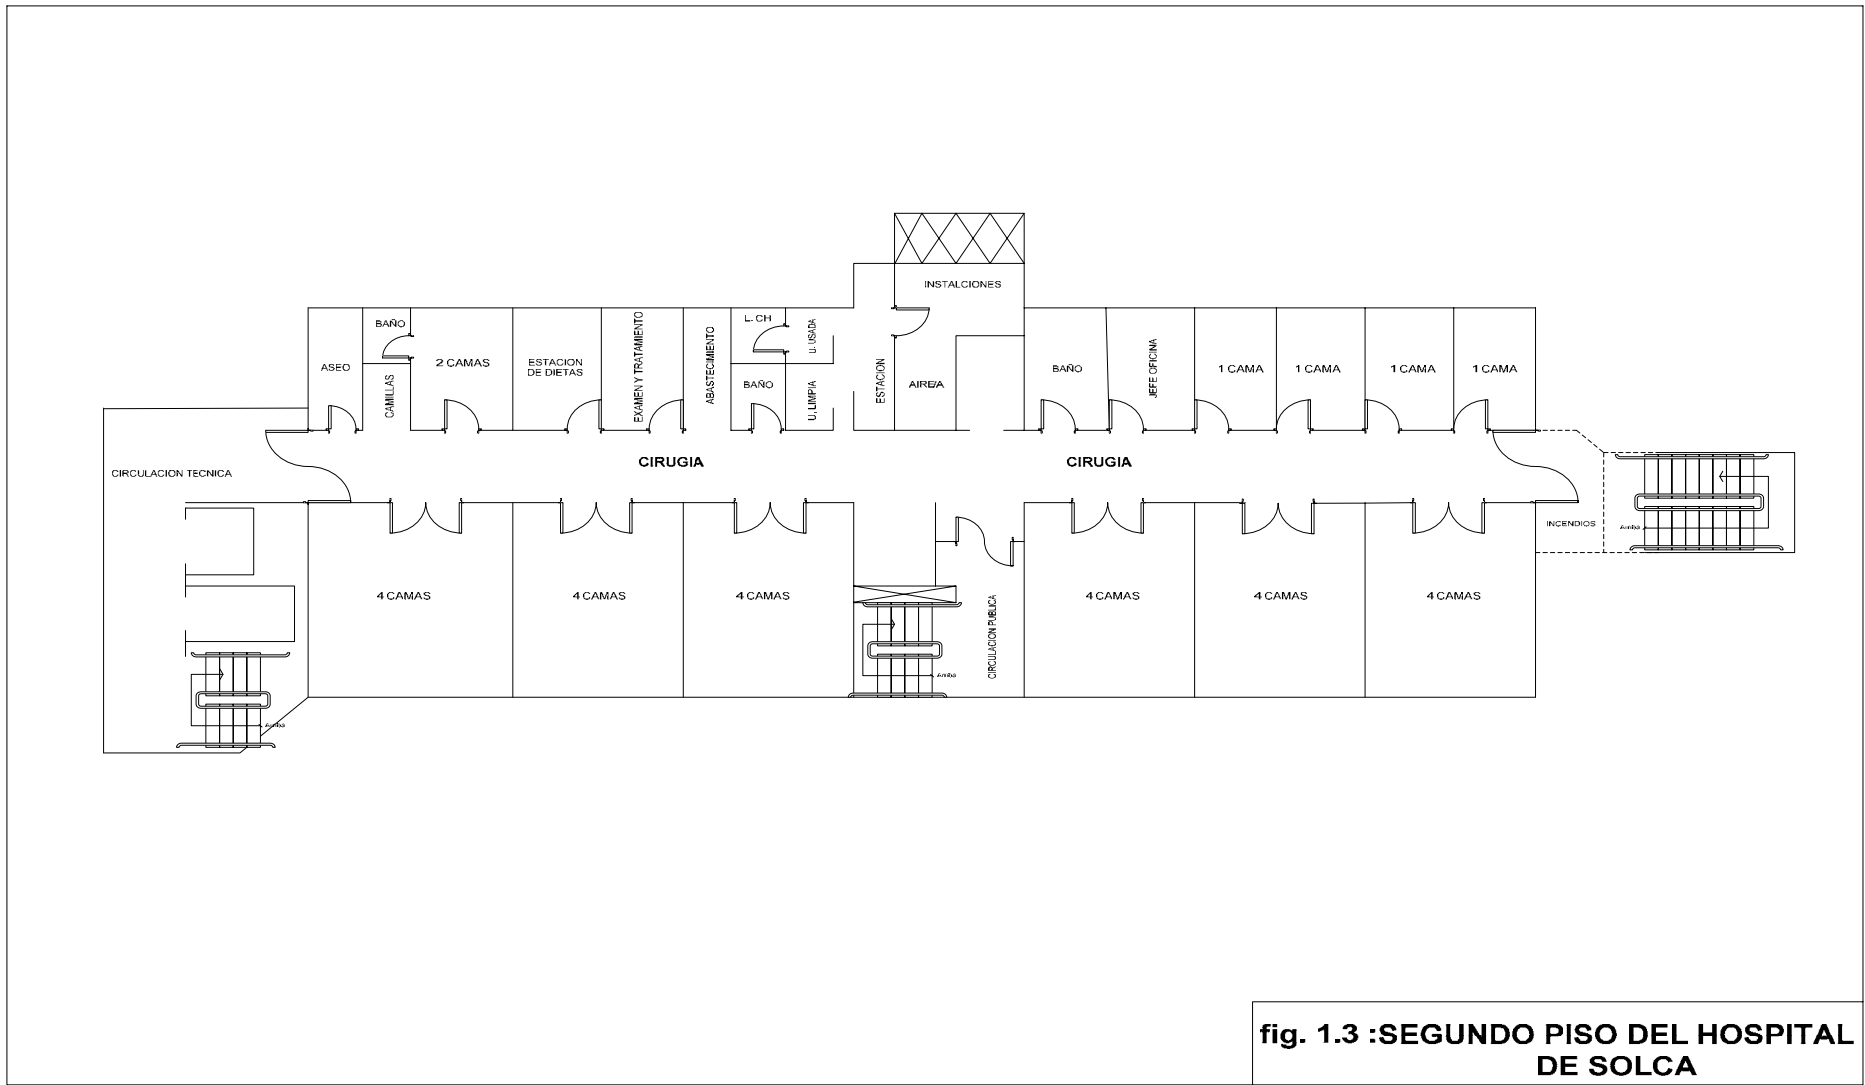 INSTALCIONES
BAÑO
L. CH
U. USADA
ASEO
2 CAMAS
ESTACION
DE DIETAS
EXAMEN Y TRATAMIENTO
ABASTECIMIENTO
CAMILLAS
BAÑO
U, LIMPIA
ESTACION
AIRE/A
BAÑO
JEFE OFICINA
1 CAMA
1 CAMA
1 CAMA
1 CAMA
CIRCULACION TECNICA
CIRUGIA
CIRUGIA
INCENDIOS
Arriba
4 CAMAS
4 CAMAS
4 CAMAS
CIRCULACION PUBLICA
4 CAMAS
4 CAMAS
4 CAMAS
Arriba
Arriba
fig. 1.3 :SEGUNDO PISO DEL HOSPITAL
DE SOLCA